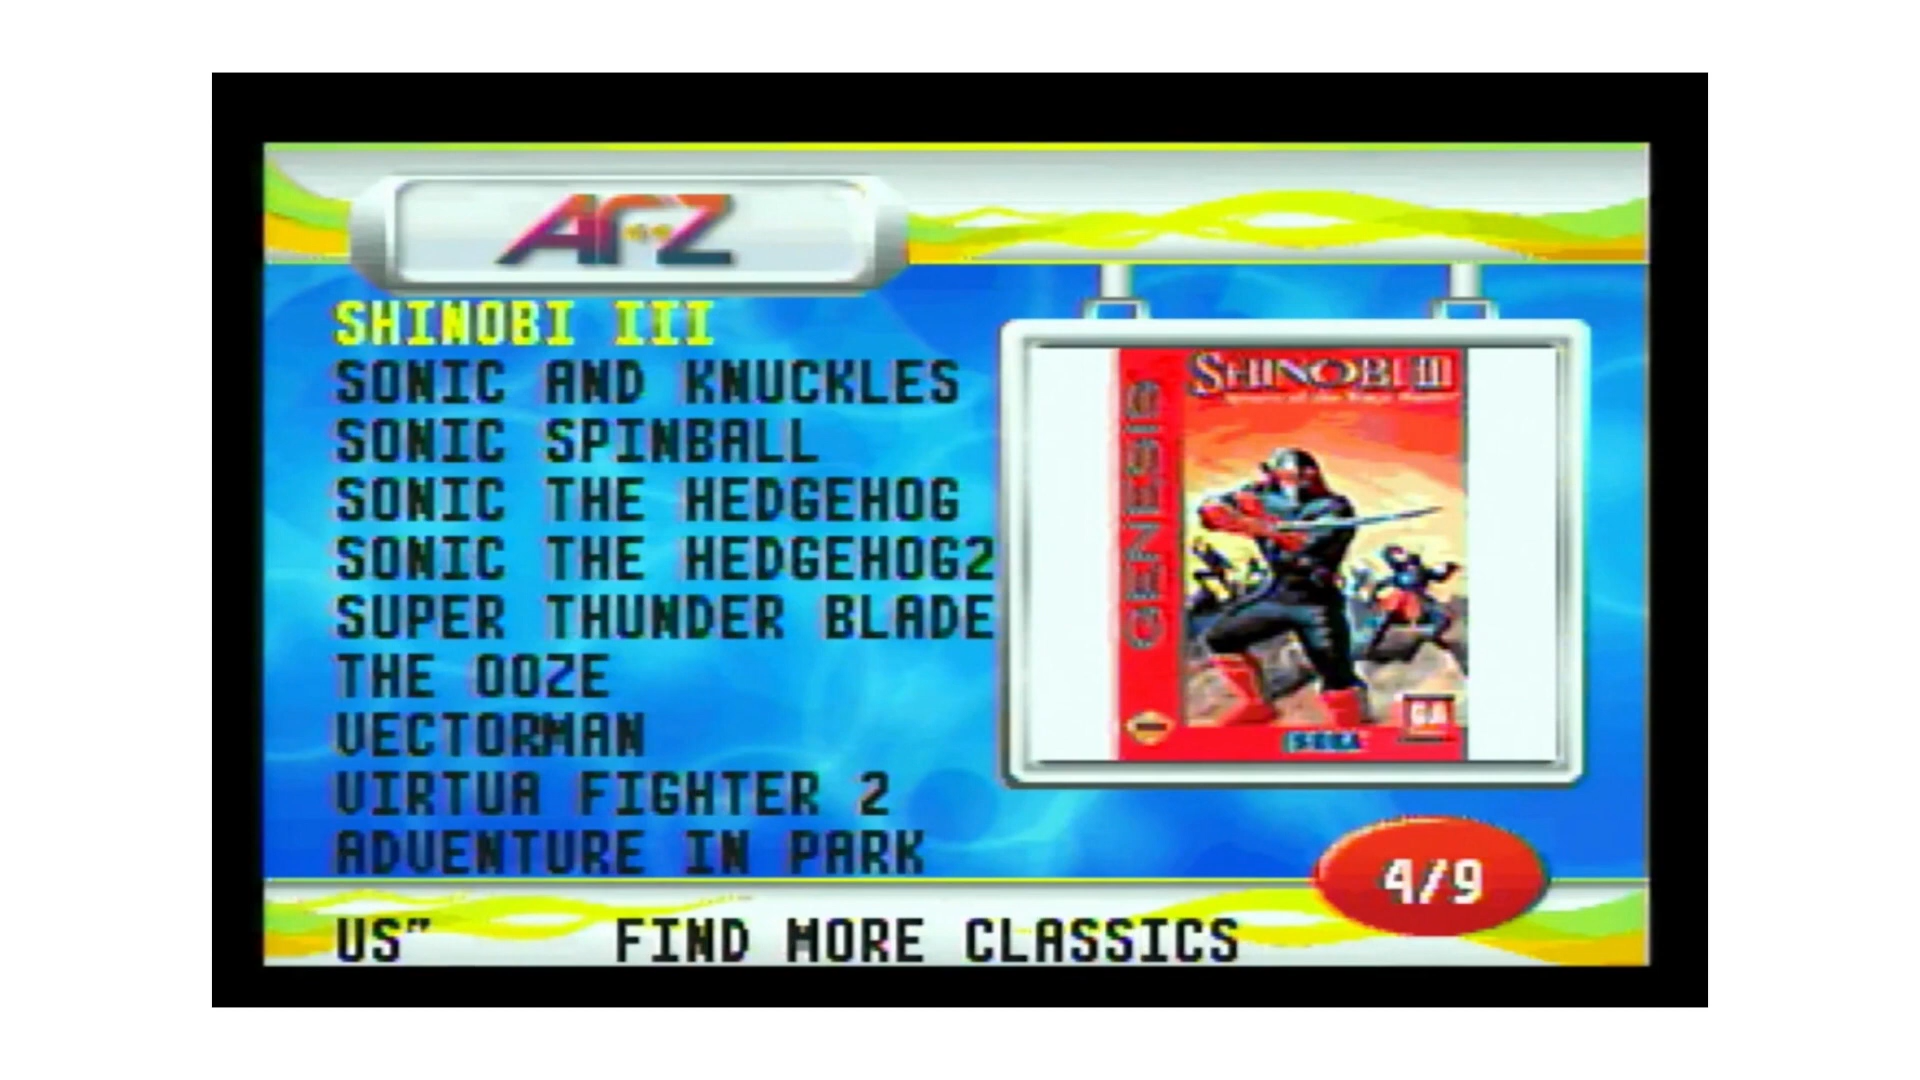 SHINOBI III
SONIC AND KNUCKLES
SONIC SPINBALL
SONIC THE HEDGEHOG
SONIC THE HEDGEHOG2
SUPER THUNDER BLADE
THE OOZE
VECTORMAN
VIRTUA FIGHTER 2
ADVENTURE IN PARK
SHINOBI III
GENESIS
GA
SEGA
4/9
US" FIND MORE CLASSICS